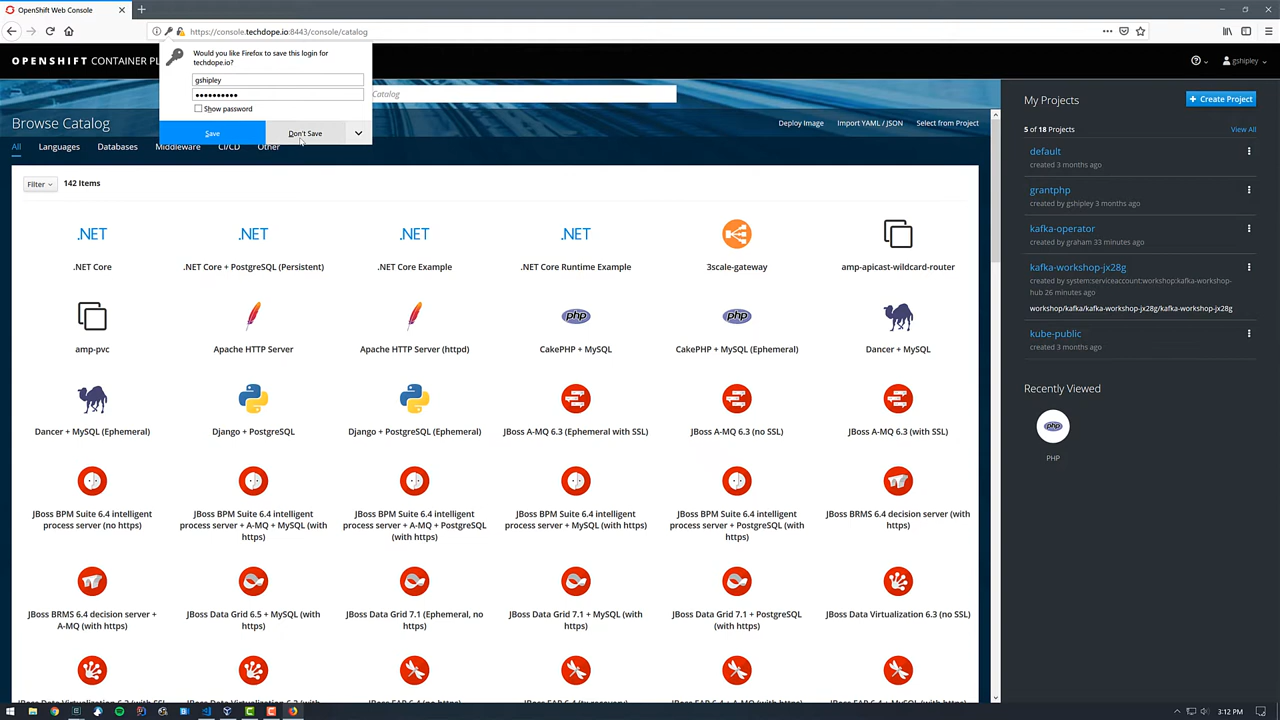 OpenShift Web Console
https://console.techdope.io:8443/console/catalog
Would you like Firefox to save this login for
techdope.io?
gshipley
••••••••••
Show password
Save
Don't Save
OPENSHIFT CONTAINER PL
gshipley
Catalog
Browse Catalog
Deploy Image
Import YAML / JSON
Select from Project
All
Languages
Databases
Middleware
CI/CD
Other
Filter
142 Items
.NET
.NET
.NET
.NET
.NET Core
.NET Core + PostgreSQL (Persistent)
.NET Core Example
.NET Core Runtime Example
3scale-gateway
amp-apicast-wildcard-router
php
php
amp-pvc
Apache HTTP Server
Apache HTTP Server (httpd)
CakePHP + MySQL
CakePHP + MySQL (Ephemeral)
Dancer + MySQL
Dancer + MySQL (Ephemeral)
Django + PostgreSQL
Django + PostgreSQL (Ephemeral)
JBoss A-MQ 6.3 (Ephemeral with SSL)
JBoss A-MQ 6.3 (no SSL)
JBoss A-MQ 6.3 (with SSL)
JBoss BPM Suite 6.4 intelligent
process server (no https)
JBoss BPM Suite 6.4 intelligent
process server + A-MQ + MySQL (with
https)
JBoss BPM Suite 6.4 intelligent
process server + A-MQ + PostgreSQL
(with https)
JBoss BPM Suite 6.4 intelligent
process server + MySQL (with https)
JBoss BPM Suite 6.4 intelligent
process server + PostgreSQL (with
https)
JBoss BRMS 6.4 decision server (with
https)
JBoss BRMS 6.4 decision server +
A-MQ (with https)
JBoss Data Grid 6.5 + MySQL (with
https)
JBoss Data Grid 7.1 (Ephemeral, no
https)
JBoss Data Grid 7.1 + MySQL (with
https)
JBoss Data Grid 7.1 + PostgreSQL
(with https)
JBoss Data Virtualization 6.3 (no SSL)
My Projects
Create Project
5 of 18 Projects
View All
default
created 3 months ago
grantphp
created by gshipley 3 months ago
kafka-operator
created by graham 33 minutes ago
kafka-workshop-jx28g
created by system:serviceaccount:workshop:kafka-workshop-
hub 26 minutes ago
workshop/kafka/kafka-workshop-jx28g/kafka-workshop-jx28g
kube-public
created 3 months ago
Recently Viewed
php
PHP
3:12 PM